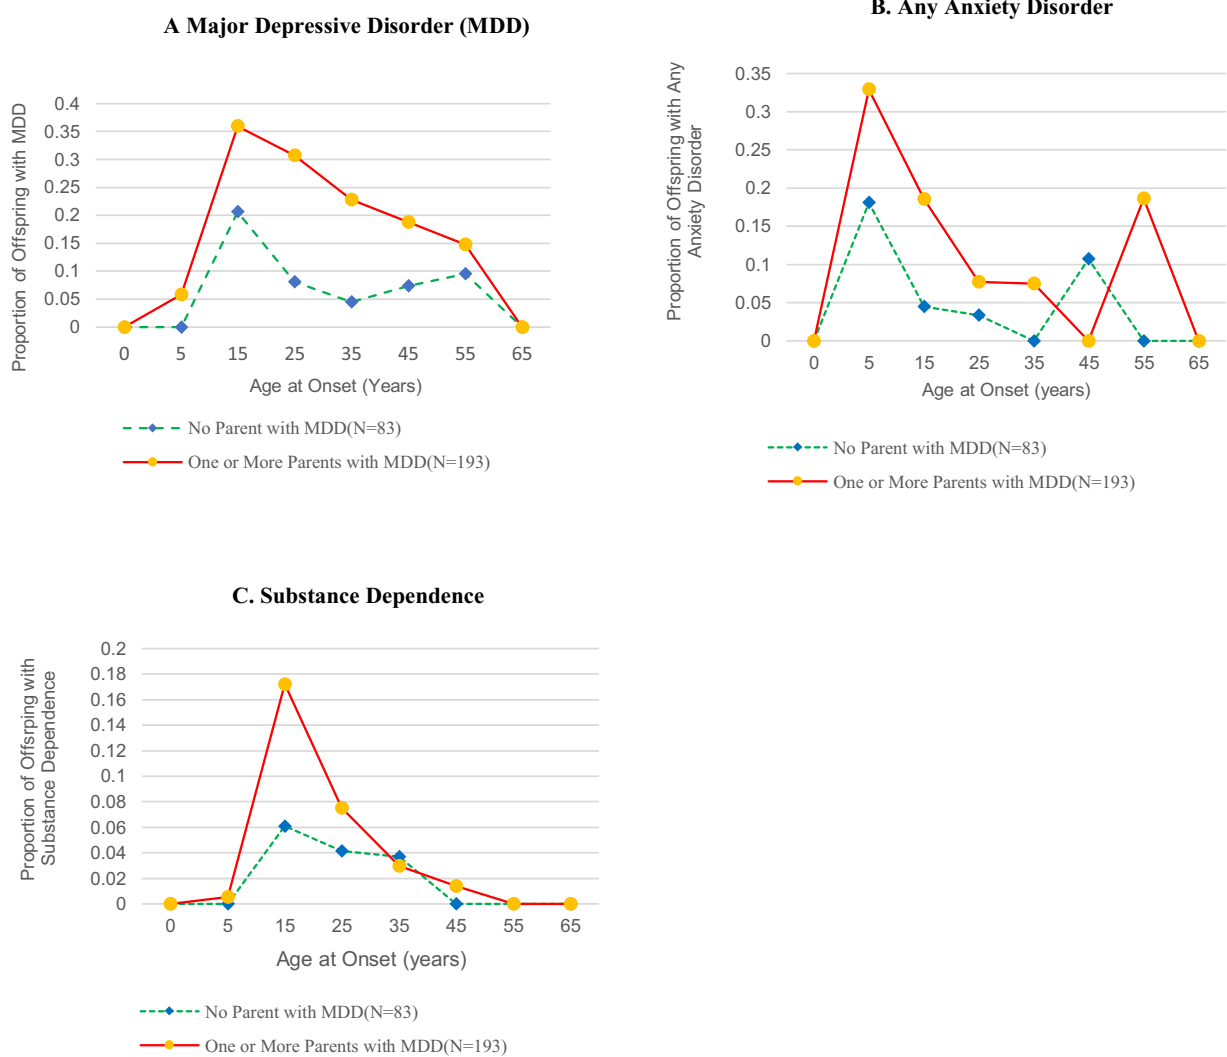 A Major Depressive Disorder (MDD)
Proportion of Offspring with MDD
0.4
0.35
0.3
0.25
0.2
0.15
0.1
0.05
0
0 5 15 25 35 45 55 65
Age at Onset (Years)
No Parent with MDD(N=83)
One or More Parents with MDD(N=193)
B. Any Anxiety Disorder
Proportion of Offspring with Any
Anxiety Disorder
0.35
0.3
0.25
0.2
0.15
0.1
0.05
0
0 5 15 25 35 45 55 65
Age at Onset (years)
No Parent with MDD(N=83)
One or More Parents with MDD(N=193)
C. Substance Dependence
Proportion of Offsrping with
Substance Dependence
0.2
0.18
0.16
0.14
0.12
0.1
0.08
0.06
0.04
0.02
0
0 5 15 25 35 45 55 65
Age at Onset (years)
No Parent with MDD(N=83)
One or More Parents with MDD(N=193)